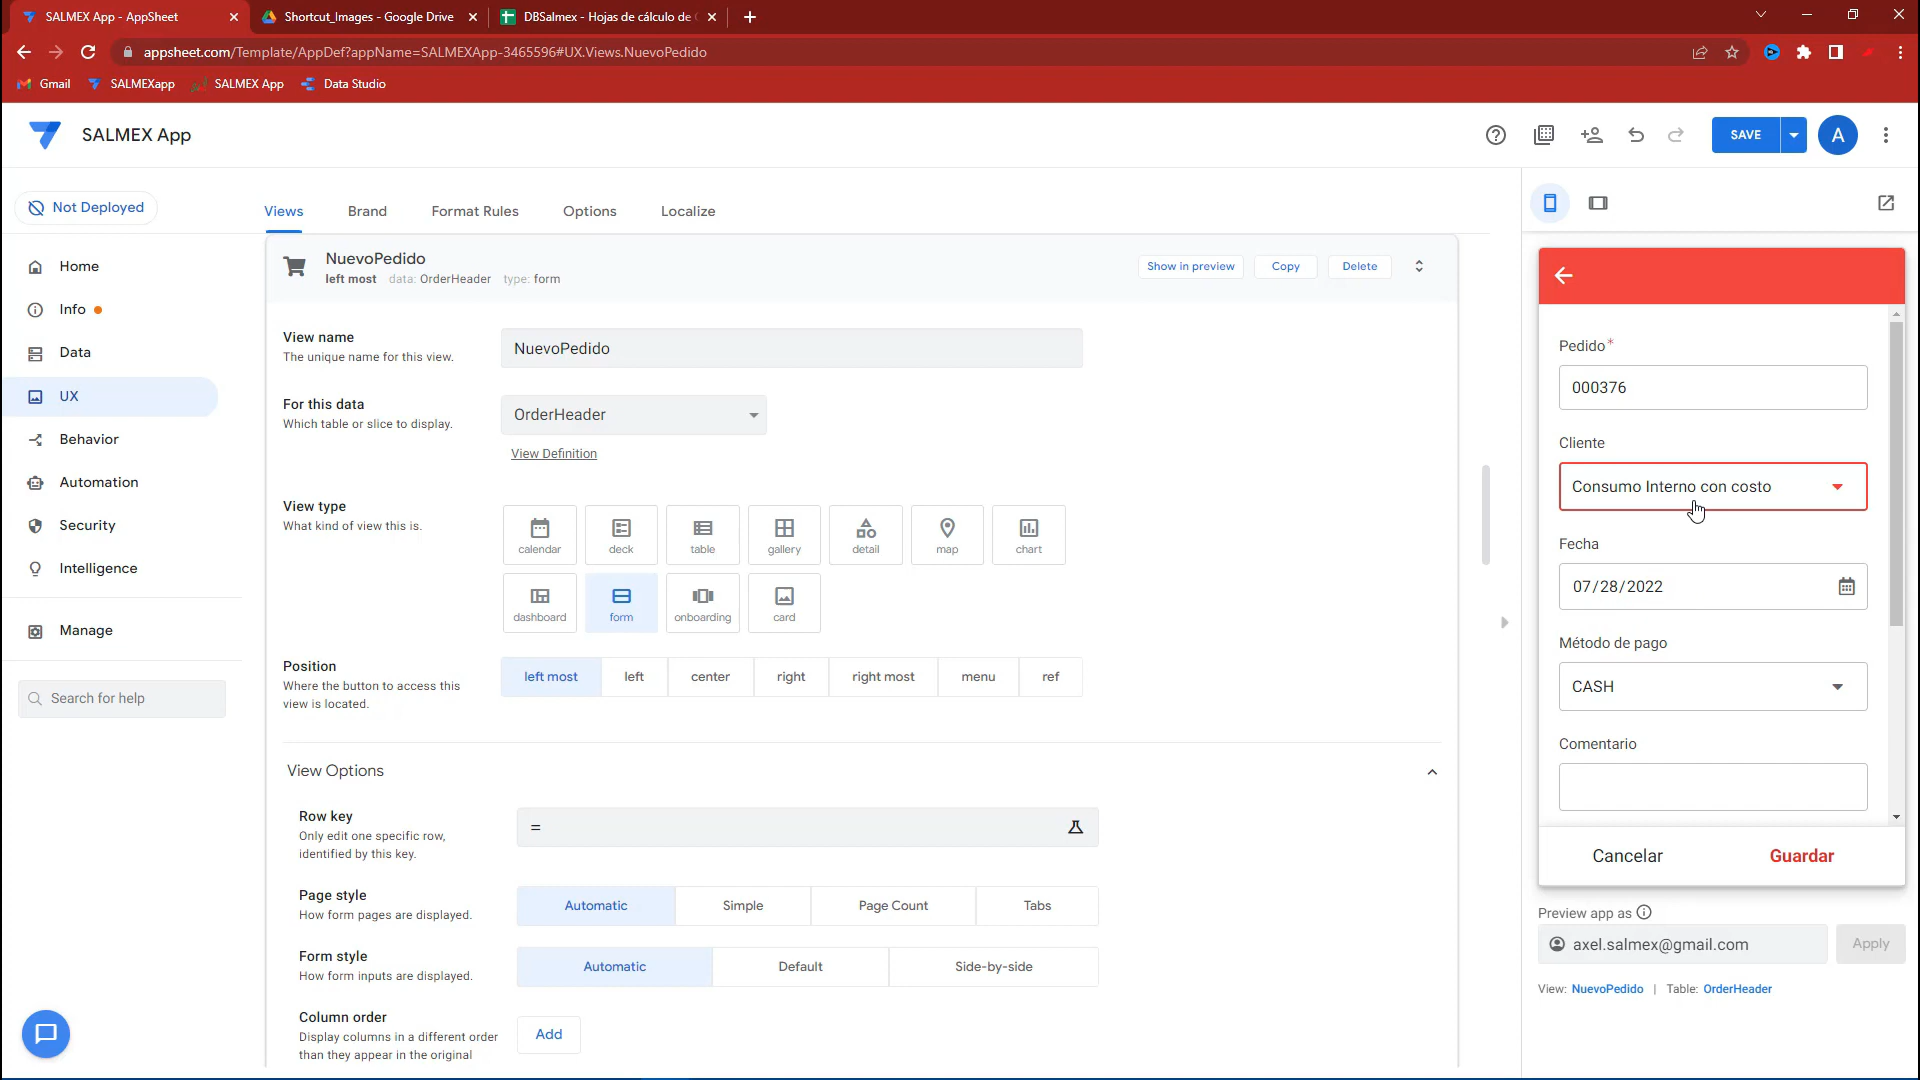 SALMEX App - AppSheet
Shortcut_Images - Google Drive
DBSalmex - Hojas de cálculo de
appsheet.com/Template/AppDef?appName=SALMEXApp-3465596#UX.Views.NuevoPedido
Gmail
SALMEXapp
SALMEX App
Data Studio
SALMEX App
SAVE
A
Not Deployed
Home
Info
Data
UX
Behavior
Automation
Security
Intelligence
Manage
Search for help
Views
Brand
Format Rules
Options
Localize
NuevoPedido
left most data: OrderHeader type: form
Show in preview
Copy
Delete
View name
The unique name for this view.
NuevoPedido
For this data
Which table or slice to display.
OrderHeader
View Definition
View type
What kind of view this is.
calendar
deck
table
gallery
detail
map
chart
dashboard
form
onboarding
card
Position
Where the button to access this
view is located.
left most
left
center
right
right most
menu
ref
View Options
Row key
Only edit one specific row,
identified by this key.
=
Page style
How form pages are displayed.
Automatic
Simple
Page Count
Tabs
Form style
How form inputs are displayed.
Automatic
Default
Side-by-side
Column order
Display columns in a different order
than they appear in the original
Add
Pedido*
000376
Cliente
Consumo Interno con costo
Fecha
07/28/2022
Método de pago
CASH
Comentario
Cancelar
Guardar
Preview app as
axel.salmex@gmail.com
Apply
View: NuevoPedido | Table: OrderHeader